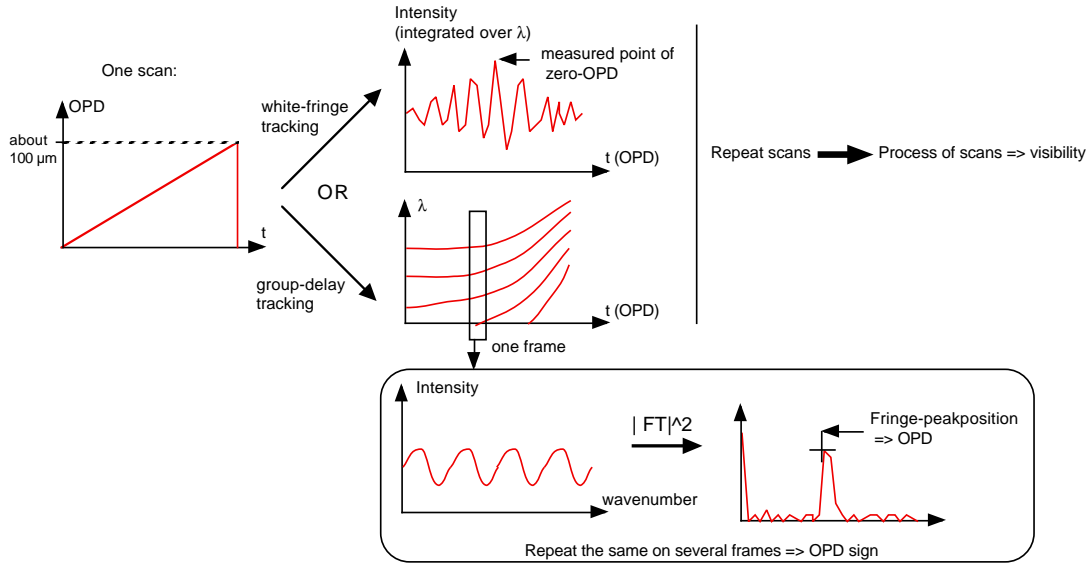 One scan:
OPD
about
100 µm
t
white-fringe
tracking
OR
group-delay
tracking
Intensity
(integrated over λ)
measured point of
zero-OPD
t (OPD)
λ
t (OPD)
one frame
Repeat scans
Process of scans => visibility
Intensity
wavenumber
| FT|^2
Fringe-peakposition
=> OPD
Repeat the same on several frames => OPD sign